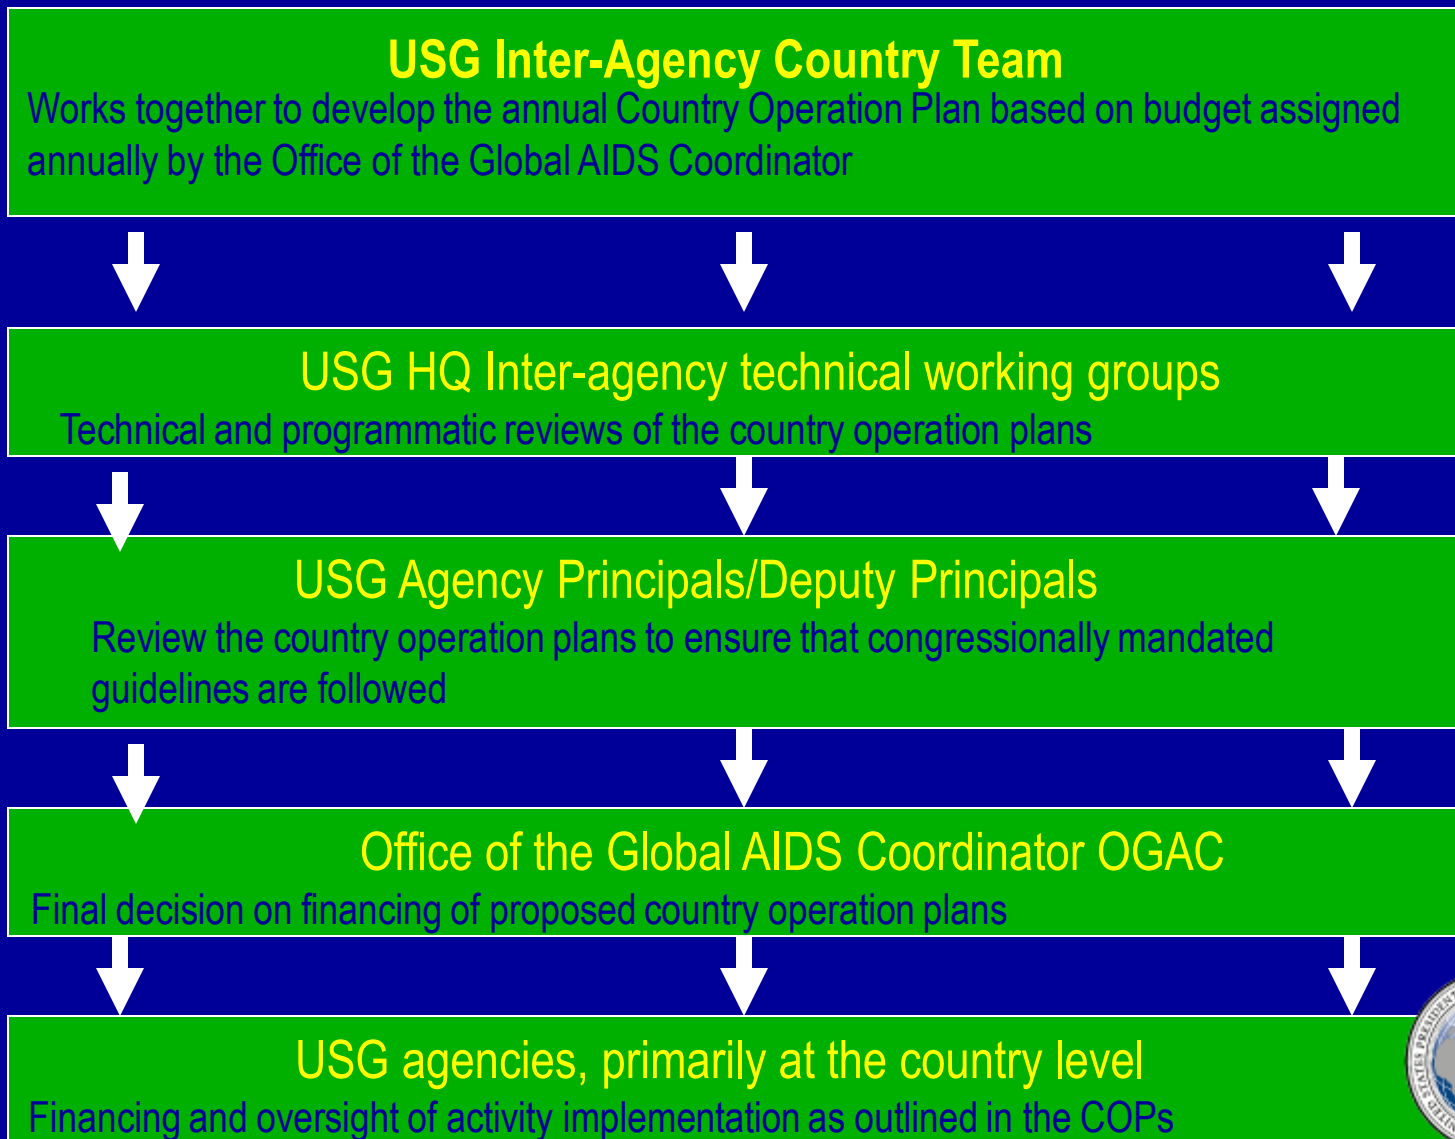 USG Inter-Agency Country Team
Works together to develop the annual Country Operation Plan based on budget assigned
annually by the Office of the Global AIDS Coordinator
USG HQ Inter-agency technical working groups
Technical and programmatic reviews of the country operation plans
USG Agency Principals/Deputy Principals
Review the country operation plans to ensure that congressionally mandated
guidelines are followed
Office of the Global AIDS Coordinator OGAC
Final decision on financing of proposed country operation plans
USG agencies, primarily at the country level
Financing and oversight of activity implementation as outlined in the COPs
STATES